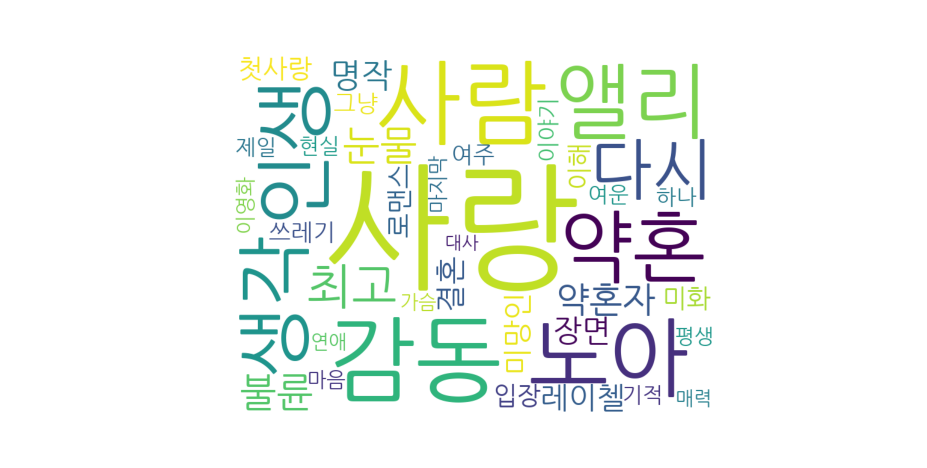 첫사랑
명작
사람
앨리
인생
그냥
눈물
이야기
제일
현실
여주
이해
다시
로맨스
마지막
이영화
여운
하나
쓰레기
사랑
대사
약혼
생각
최고
가슴
결혼
미망인
약혼자
미화
감동
노아
장면
평생
연애
불륜
마음
입장
레이첼
기적
매력